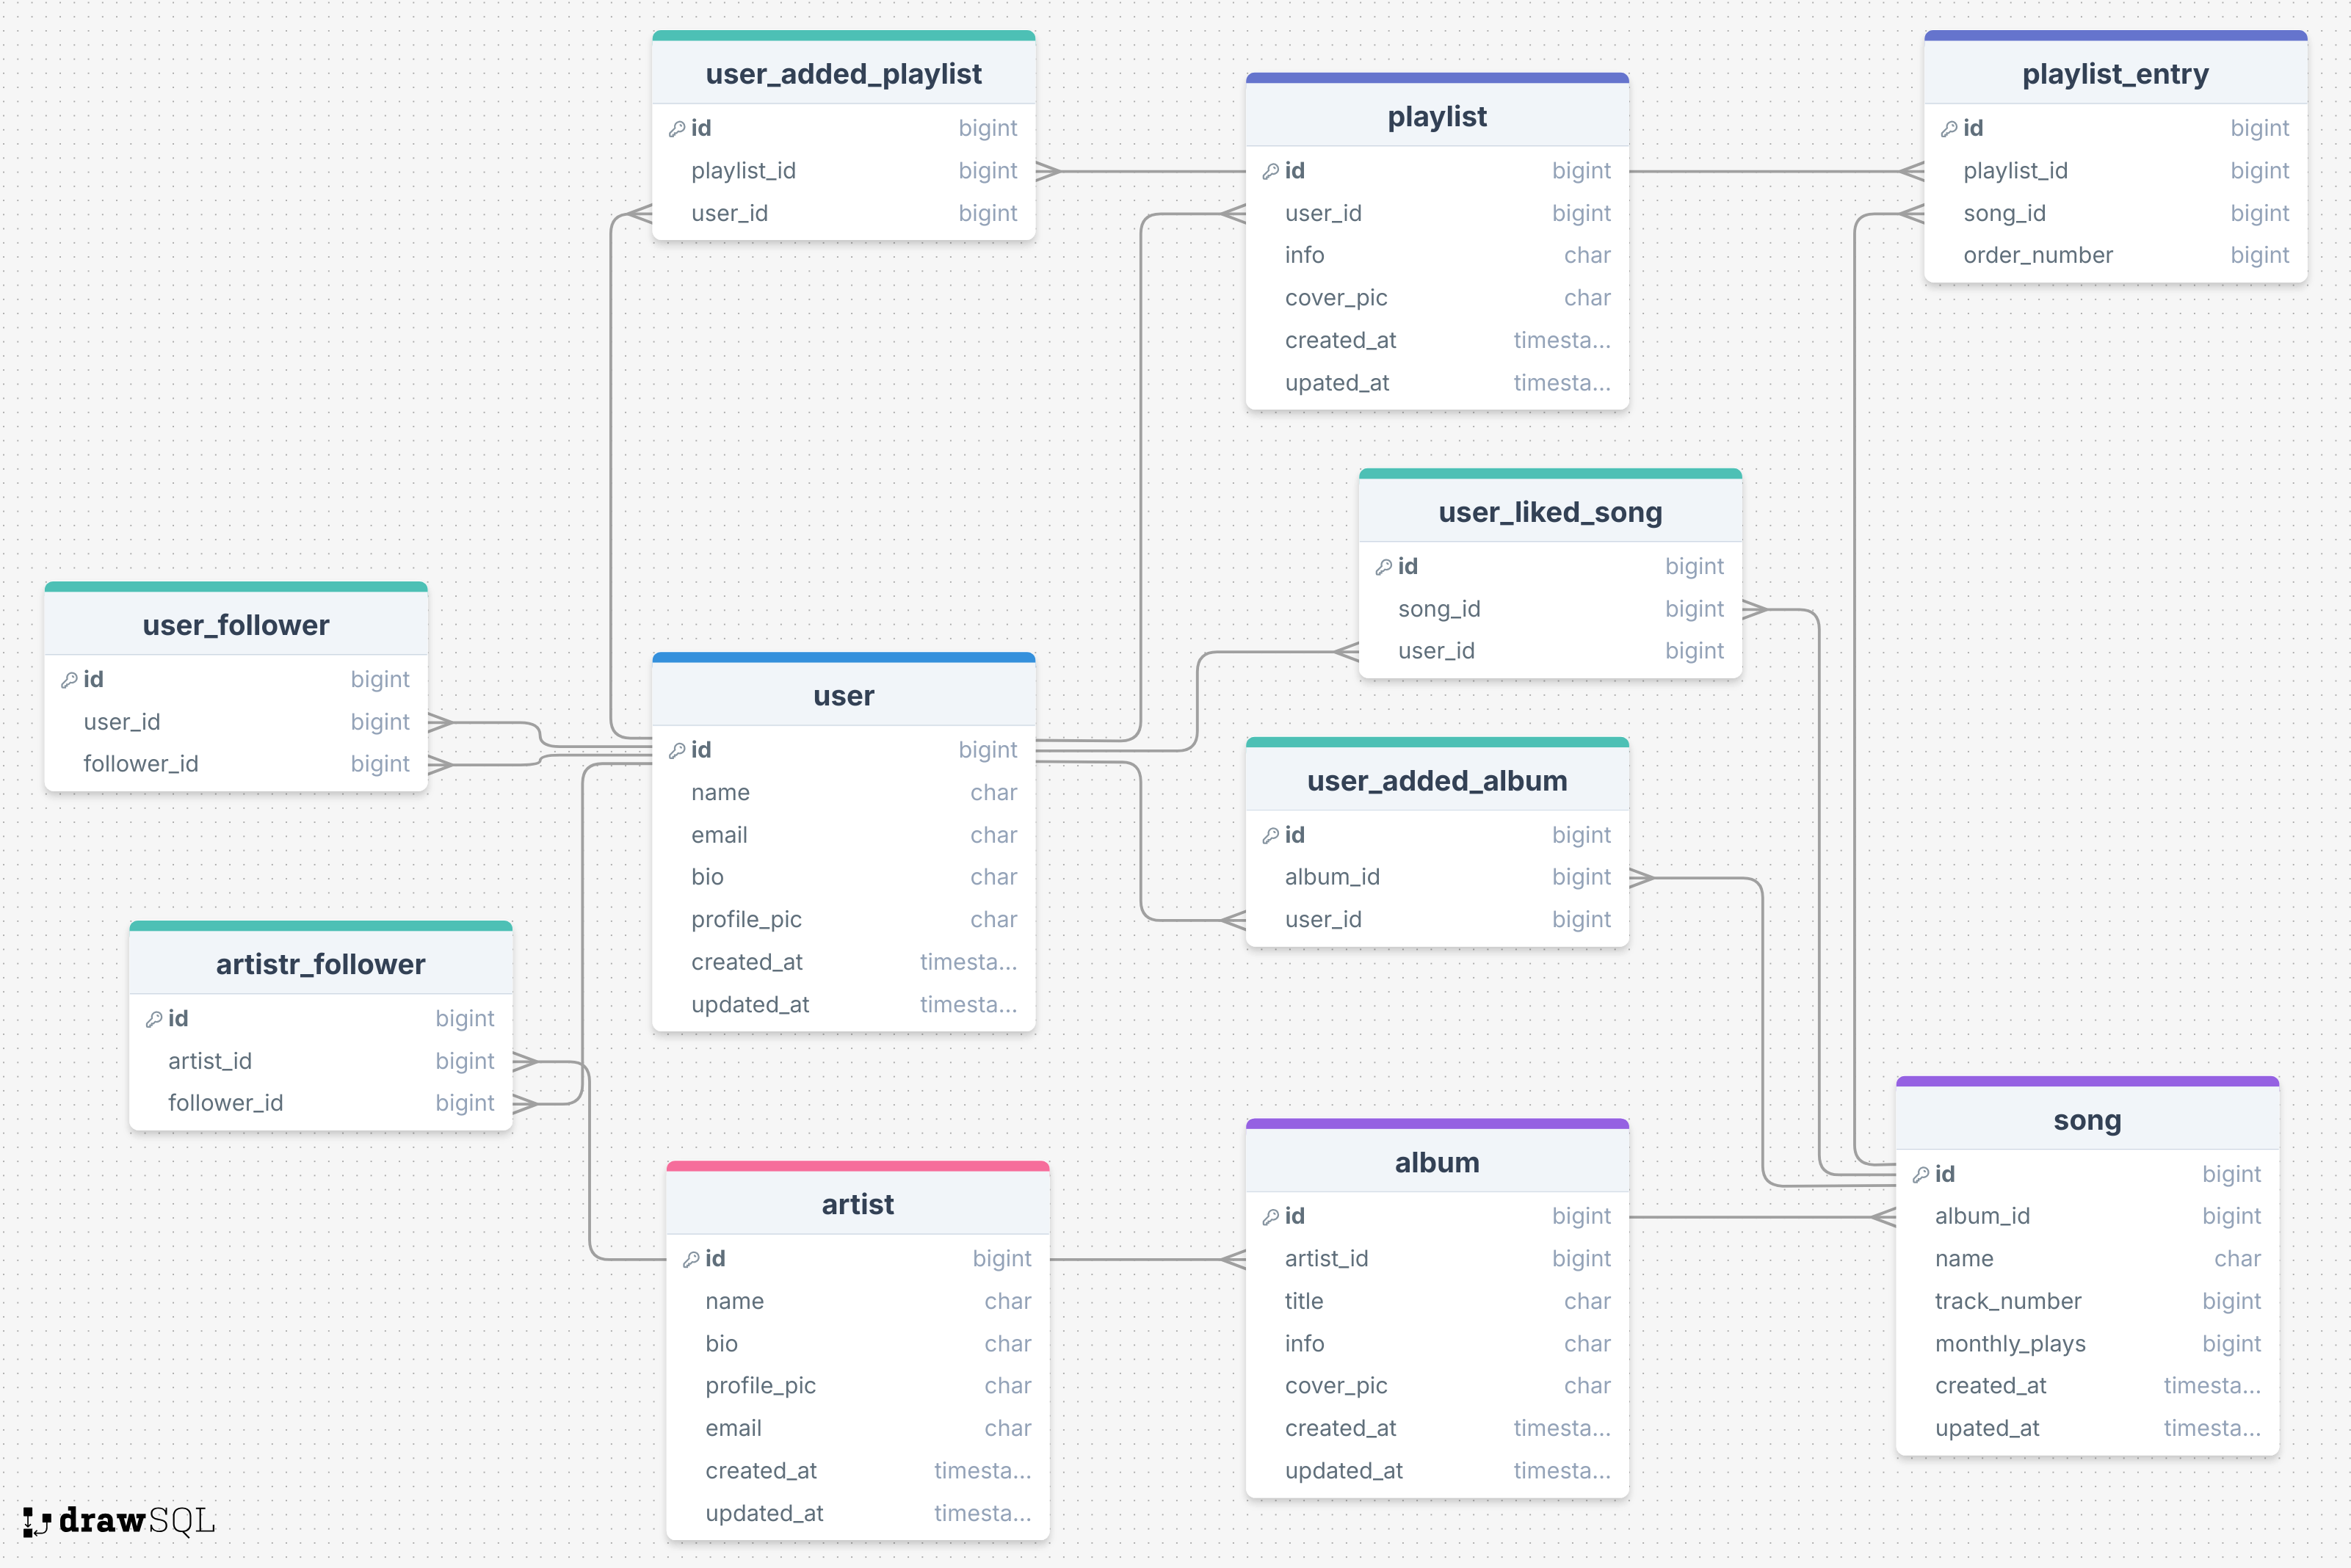 user_added_playlist
id bigint
playlist_id bigint
user_id bigint
playlist
id bigint
user_id bigint
info char
cover_pic char
created_at timesta...
upated_at timesta...
playlist_entry
id bigint
playlist_id bigint
song_id bigint
order_number bigint
user_liked_song
id bigint
song_id bigint
user_id bigint
user_follower
id bigint
user_id bigint
follower_id bigint
user
id bigint
name char
email char
bio char
profile_pic char
created_at timesta...
updated_at timesta...
user_added_album
id bigint
album_id bigint
user_id bigint
artistr_follower
id bigint
artist_id bigint
follower_id bigint
artist
id bigint
name char
bio char
profile_pic char
email char
created_at timesta...
updated_at timesta...
album
id bigint
artist_id bigint
title char
info char
cover_pic char
created_at timesta...
updated_at timesta...
song
id bigint
album_id bigint
name char
track_number bigint
monthly_plays bigint
created_at timesta...
upated_at timesta...
drawSQL